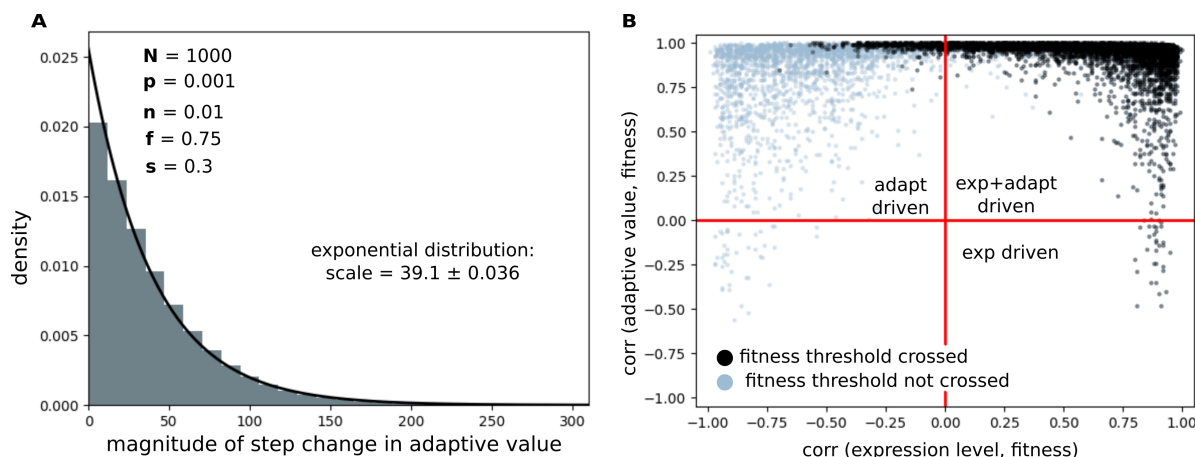 A
0.025
0.020
0.015
0.010
0.005
0.000
density
N = 1000
p = 0.001
n = 0.01
f = 0.75
s = 0.3
exponential distribution:
scale = 39.1 ± 0.036
0 50 100 150 200 250 300
magnitude of step change in adaptive value
B
1.00
0.75
0.50
0.25
0.00
−0.25
−0.50
−0.75
−1.00
corr (adaptive value, fitness)
adapt
driven
exp+adapt
driven
exp driven
fitness threshold crossed
fitness threshold not crossed
−1.00 −0.75 −0.50 −0.25 0.00 0.25 0.50 0.75 1.00
corr (expression level, fitness)